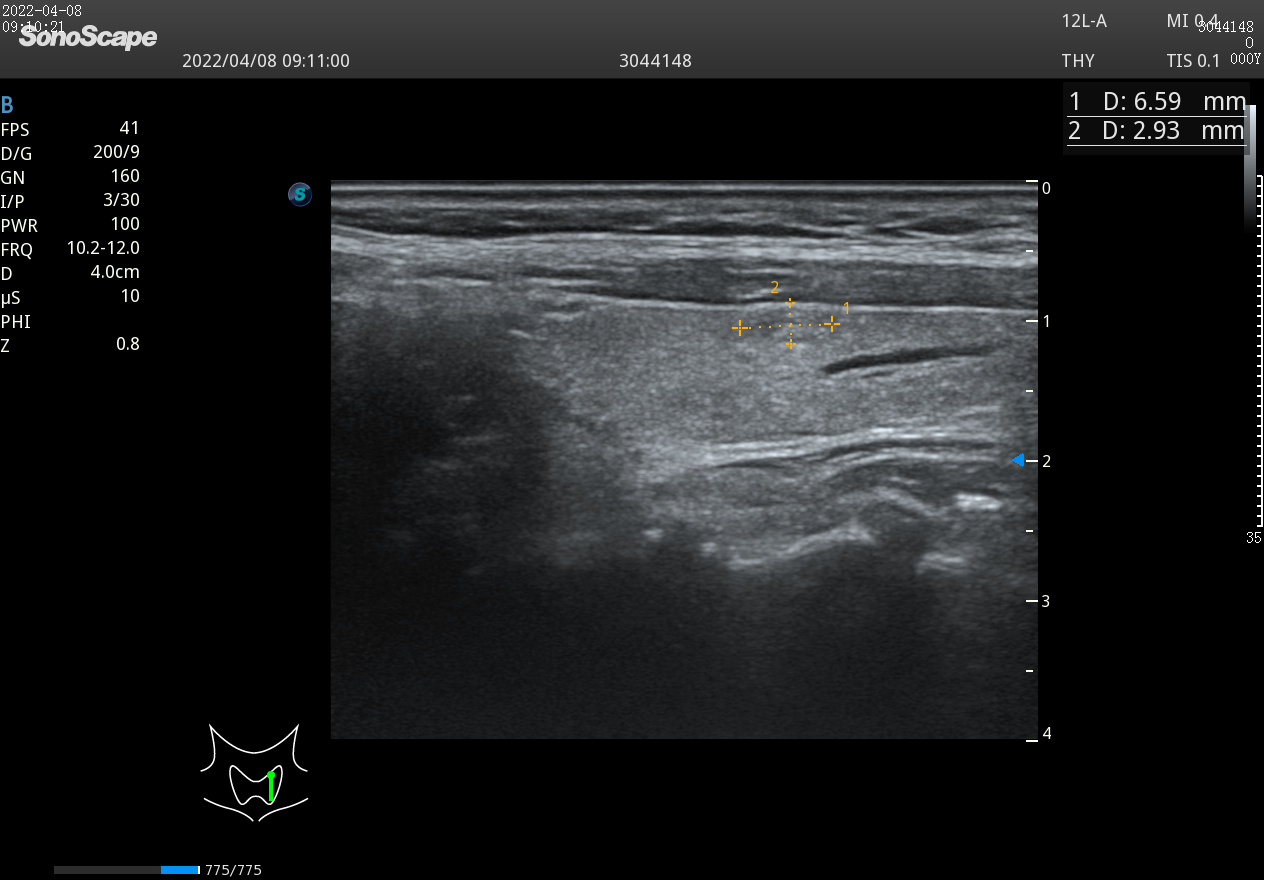 2022-04-08
09:10:21
SonoScape
12L-A MI 0.4
3044148
0
2022/04/08 09:11:00 3044148 THY TIS 0.1 000Y
B
FPS 41
D/G 200/9
GN 160
I/P 3/30
PWR 100
FRQ 10.2-12.0
D 4.0cm
µS 10
PHI
Z 0.8
1 D: 6.59 mm
2 D: 2.93 mm
S
0
2
1
1
2
3
4
35
775/775